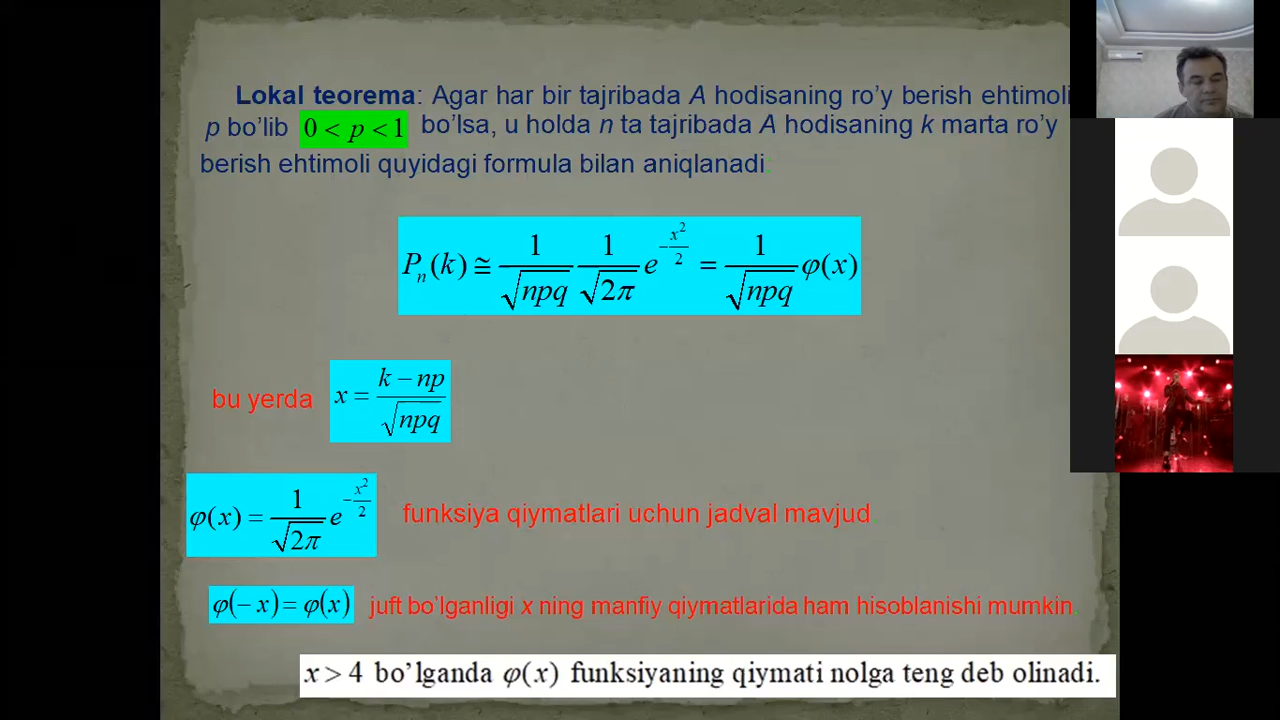 Lokal teorema: Agar har bir tajribada A hodisaning ro'y berish ehtimoli
p bo'lib 0 < p < 1 bo'lsa, u holda n ta tajribada A hodisaning k marta ro'y
berish ehtimoli quyidagi formula bilan aniqlanadi:
Pₙ(k) ≅ 1/√(npq) 1/√(2π) e^(-x²/2) = 1/√(npq) φ(x)
bu yerda x = (k − np)/√(npq)
φ(x) = 1/√(2π) e^(-x²/2) funksiya qiymatlari uchun jadval mavjud.
φ(− x) = φ(x) juft bo'lganligi x ning manfiy qiymatlarida ham hisoblanishi mumkin.
x > 4 bo'lganda φ(x) funksiyaning qiymati nolga teng deb olinadi.